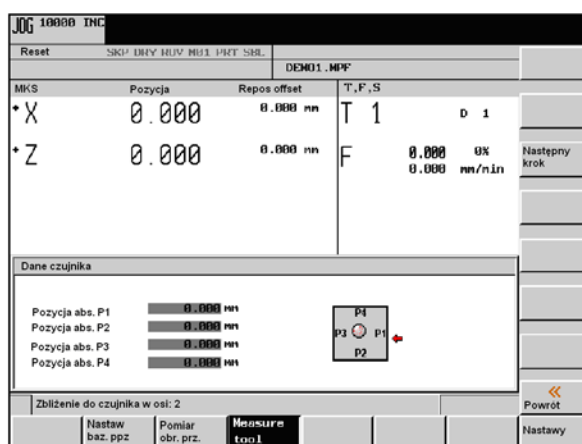 JOG 10000 INC
Reset SKP DRY ROV M01 PRT SBL
DEMO1.MPF
MKS Pozycja Repos offset T,F,S
+X 0.000 0.000 mm T 1 D 1
+Z 0.000 0.000 mm F 0.000 0%
0.000 mm/min
Następny
krok
Dane czujnika
Pozycja abs. P1 0.000 mm
Pozycja abs. P2 0.000 mm
Pozycja abs. P3 0.000 mm
Pozycja abs. P4 0.000 mm
P4
P3 P1
P2
Zbliżenie do czujnika w osi: 2
Powrót
Nastaw
baz. ppz
Pomiar
obr. prz.
Measure
tool
Nastawy